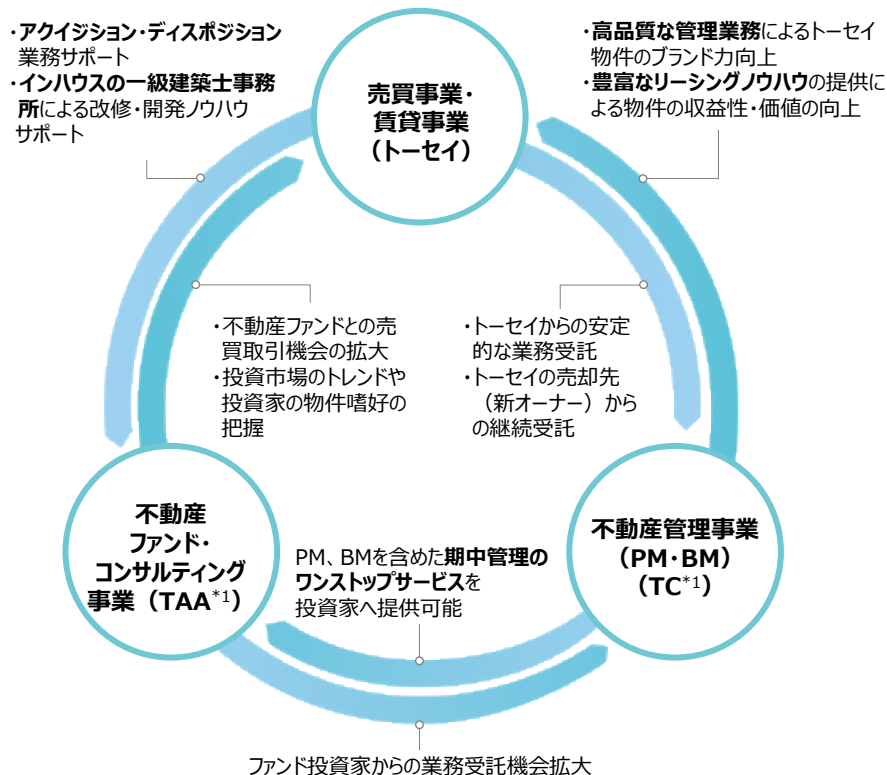 ・アクイジション・ディスポジション
業務サポート
・インハウスの一級建築士事務
所による改修・開発ノウハウ
サポート
売買事業・
賃貸事業
（トーセイ）
・高品質な管理業務によるトーセイ
物件のブランド力向上
・豊富なリーシングノウハウの提供に
よる物件の収益性・価値の向上
・不動産ファンドとの売
買取引機会の拡大
・投資市場のトレンドや
投資家の物件嗜好の
把握
・トーセイからの安定
的な業務受託
・トーセイの売却先
（新オーナー）から
の継続受託
不動産
ファンド・
コンサルティング
事業（TAA*1）
PM、BMを含めた期中管理の
ワンストップサービスを
投資家へ提供可能
不動産管理事業
（PM・BM）
（TC*1）
ファンド投資家からの業務受託機会拡大